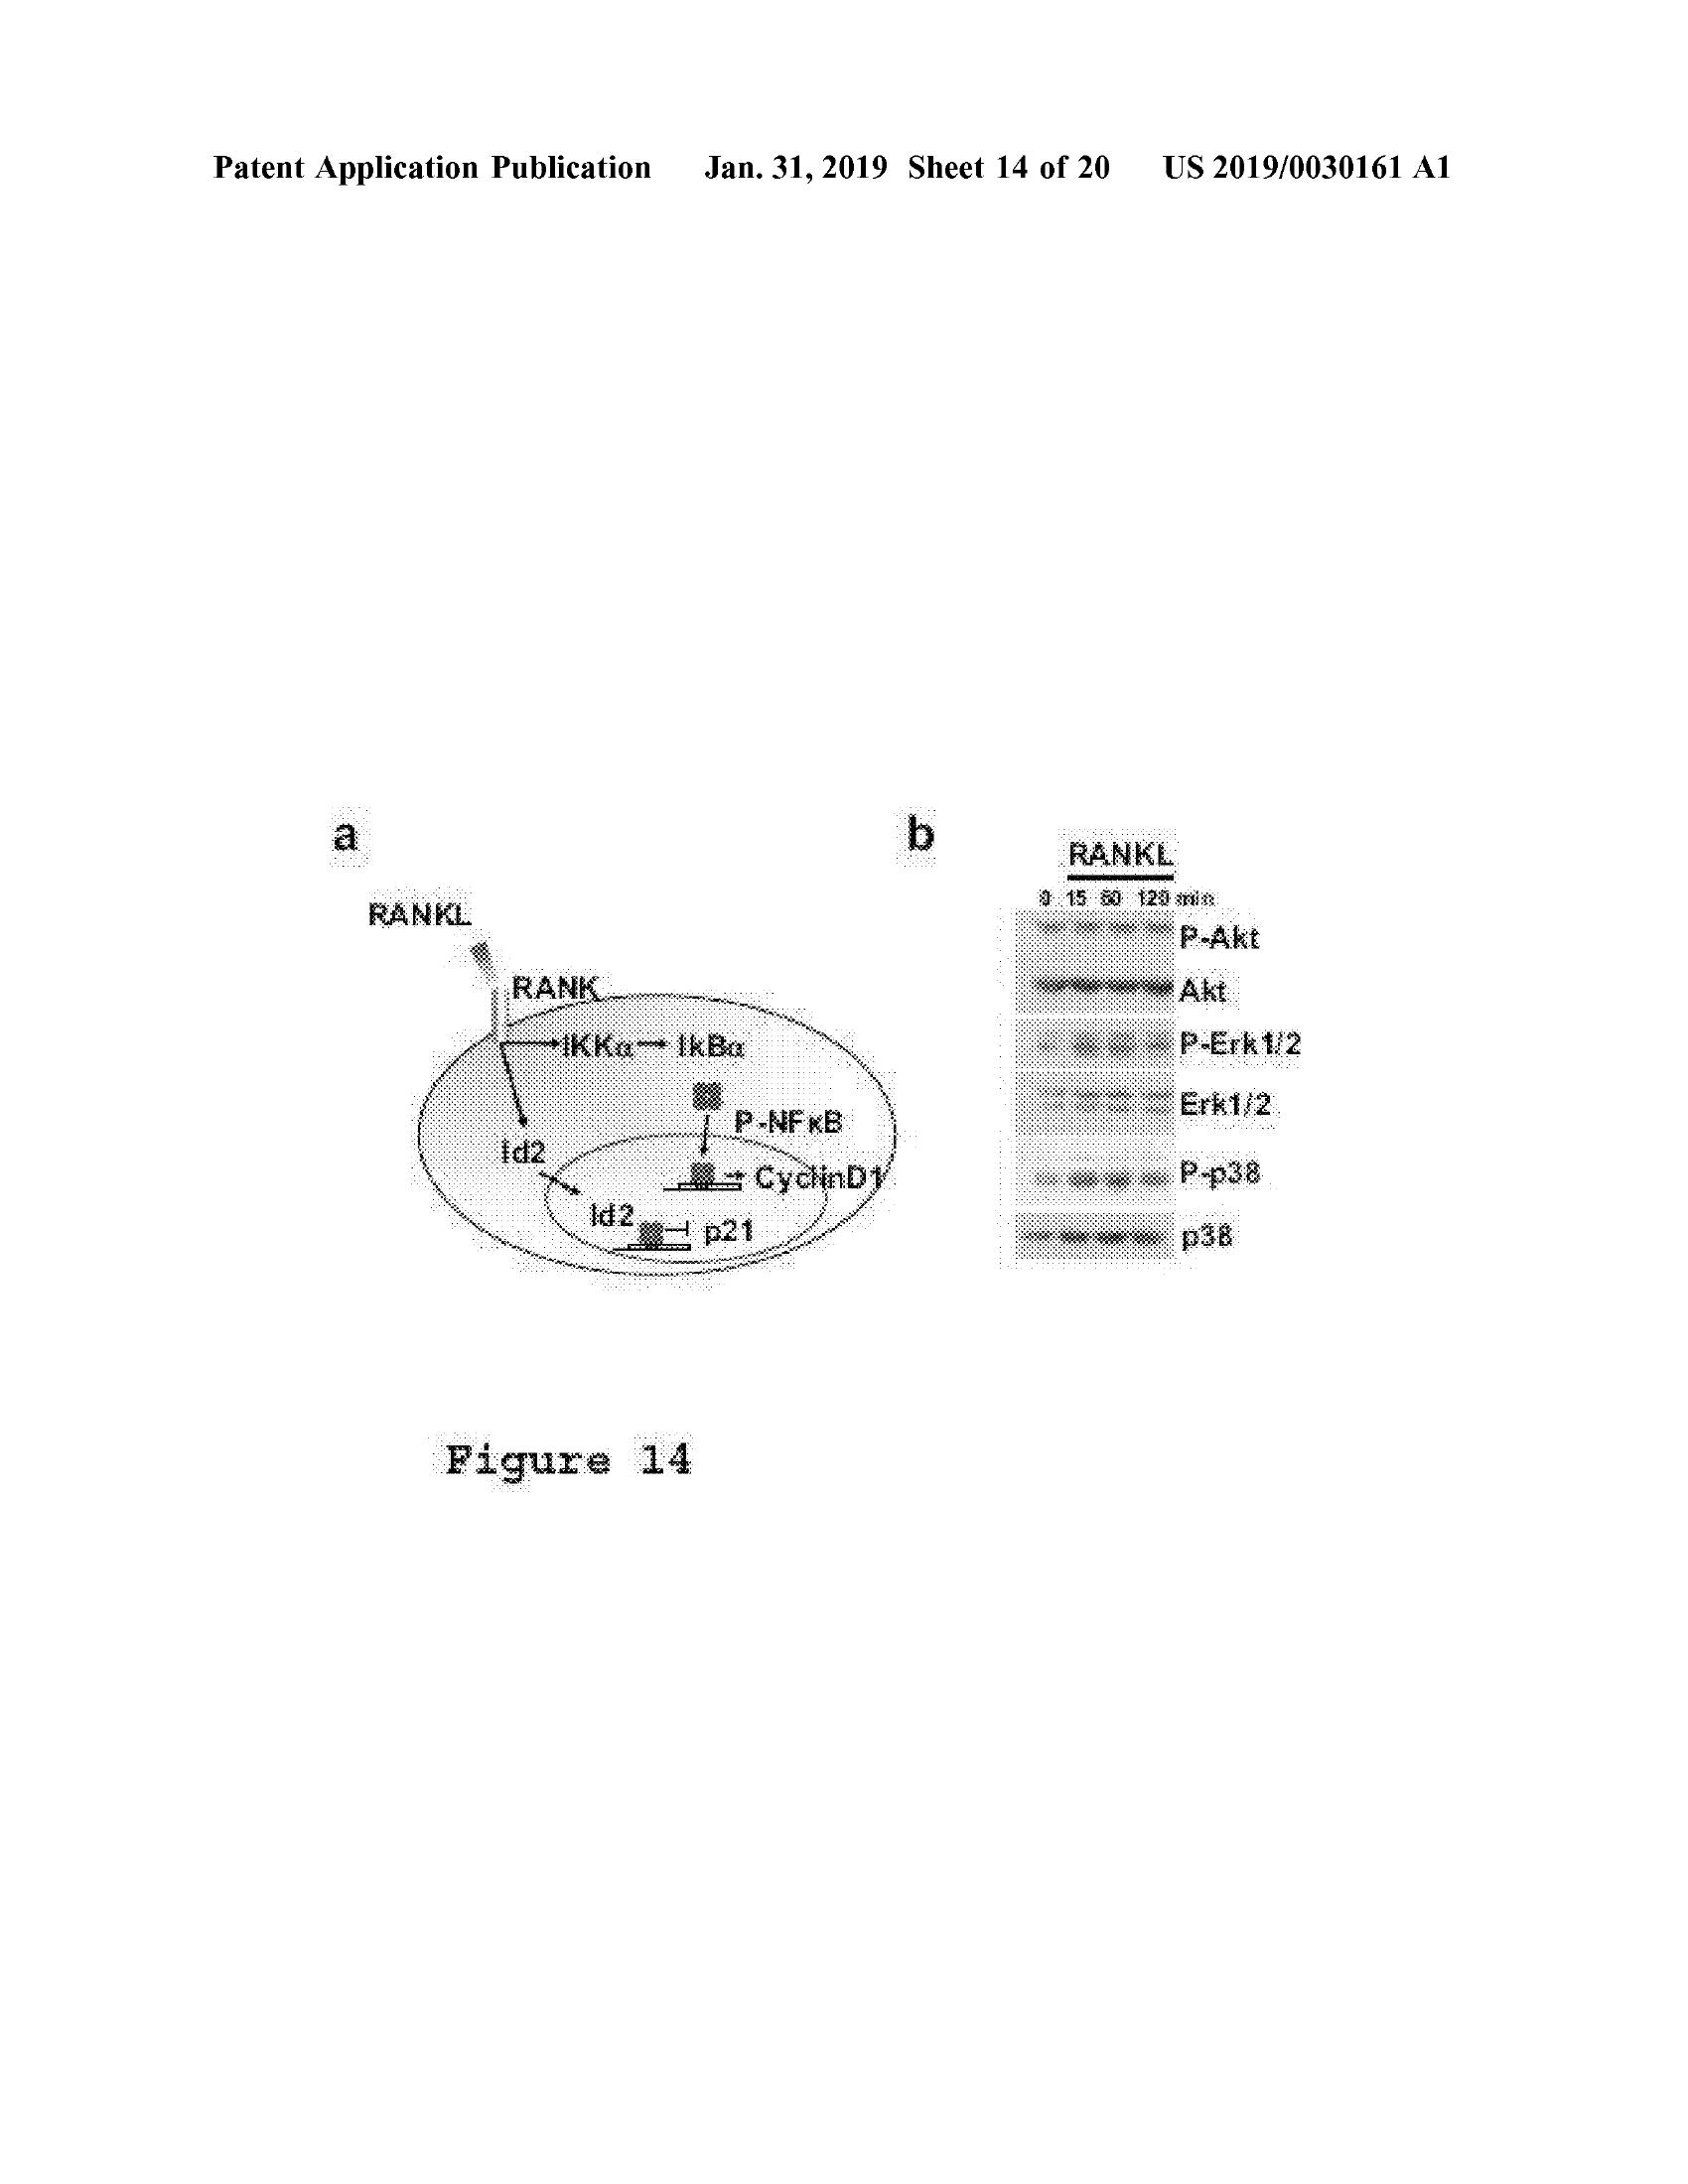 Patent Application Publication Jan. 31, 2019 Sheet 14 of 20 US 2019/0030161 A1
a
RANKL
RANK
IKKα IkBα
P-NFκB
Id2
CyclinD1
Id2
p21
b
RANKL
0 15 60 120 min
P-Akt
Akt
P-Erk1/2
Erk1/2
P-p38
p38
Figure 14